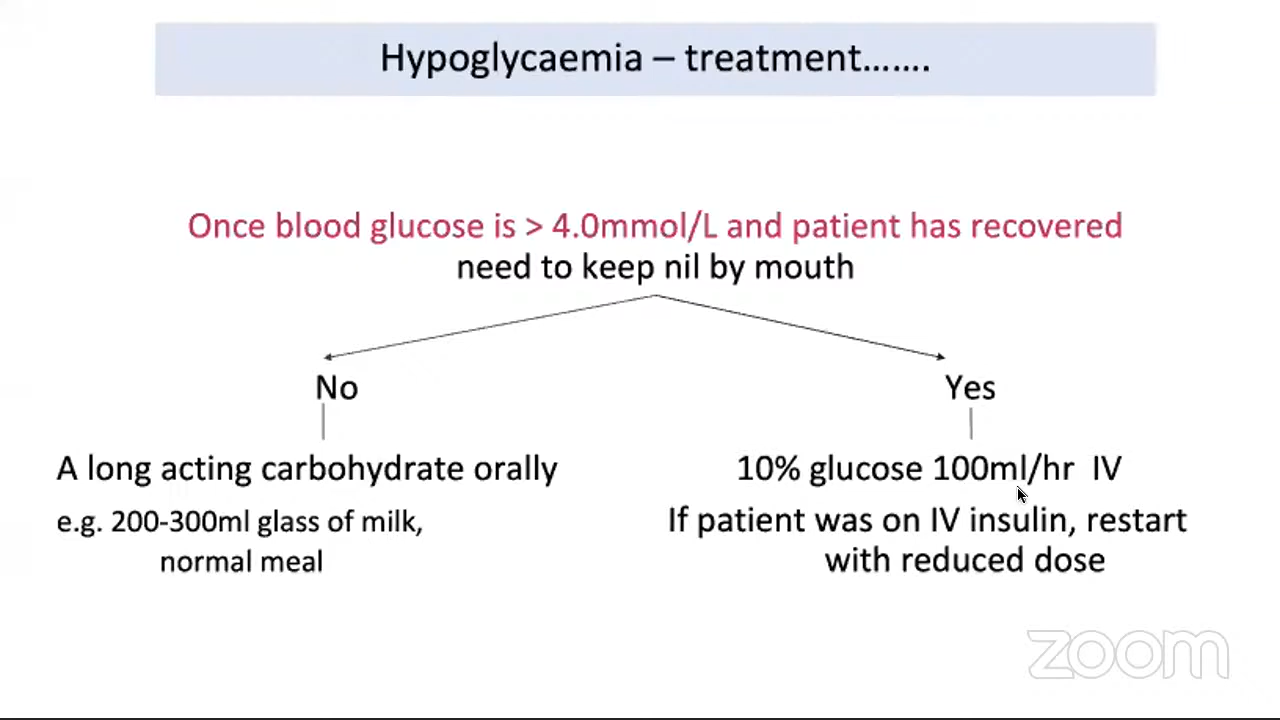 Hypoglycaemia – treatment…….
Once blood glucose is > 4.0mmol/L and patient has recovered
need to keep nil by mouth
No
Yes
A long acting carbohydrate orally
e.g. 200-300ml glass of milk,
normal meal
10% glucose 100ml/hr IV
If patient was on IV insulin, restart
with reduced dose
zoom